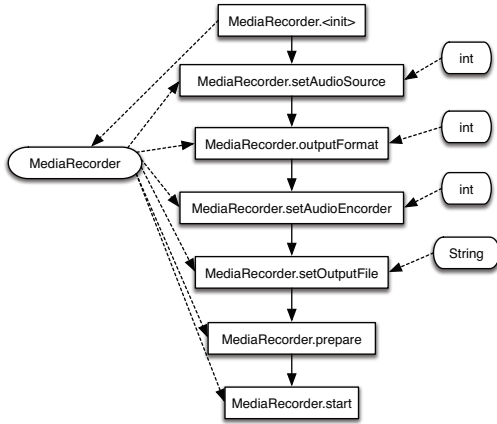 MediaRecorder.<init>
MediaRecorder.setAudioSource
int
MediaRecorder.outputFormat
int
MediaRecorder
MediaRecorder.setAudioEncorder
int
MediaRecorder.setOutputFile
String
MediaRecorder.prepare
MediaRecorder.start